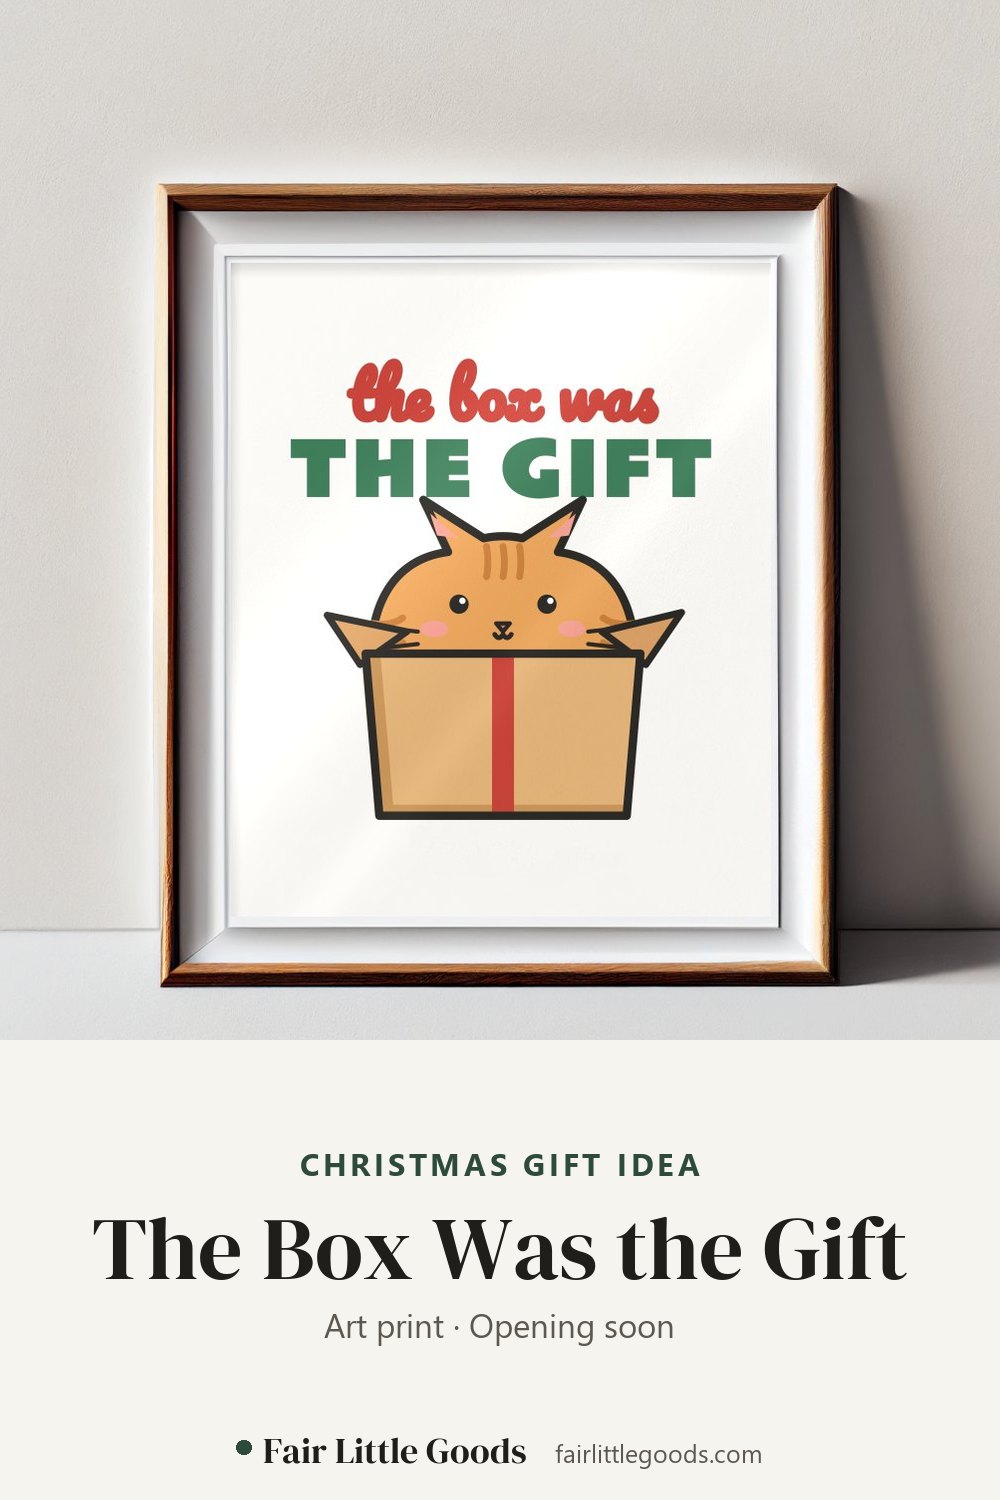 the box was
THE GIFT
CHRISTMAS GIFT IDEA
The Box Was the Gift
Art print · Opening soon
Fair Little Goods fairlittlegoods.com